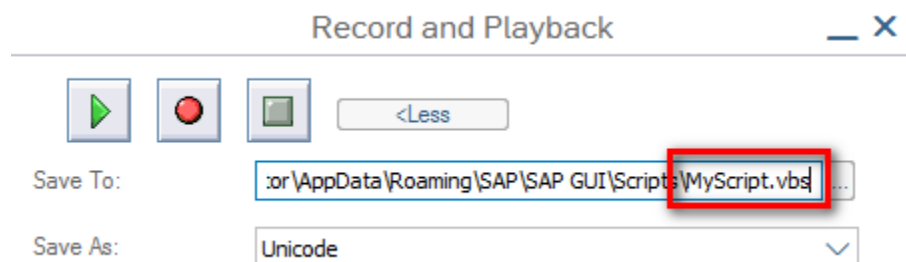 Record and Playback
<Less
Save To:
:or\AppData\Roaming\SAP\SAP GUI\Scripts\MyScript.vbs
...
Save As:
Unicode